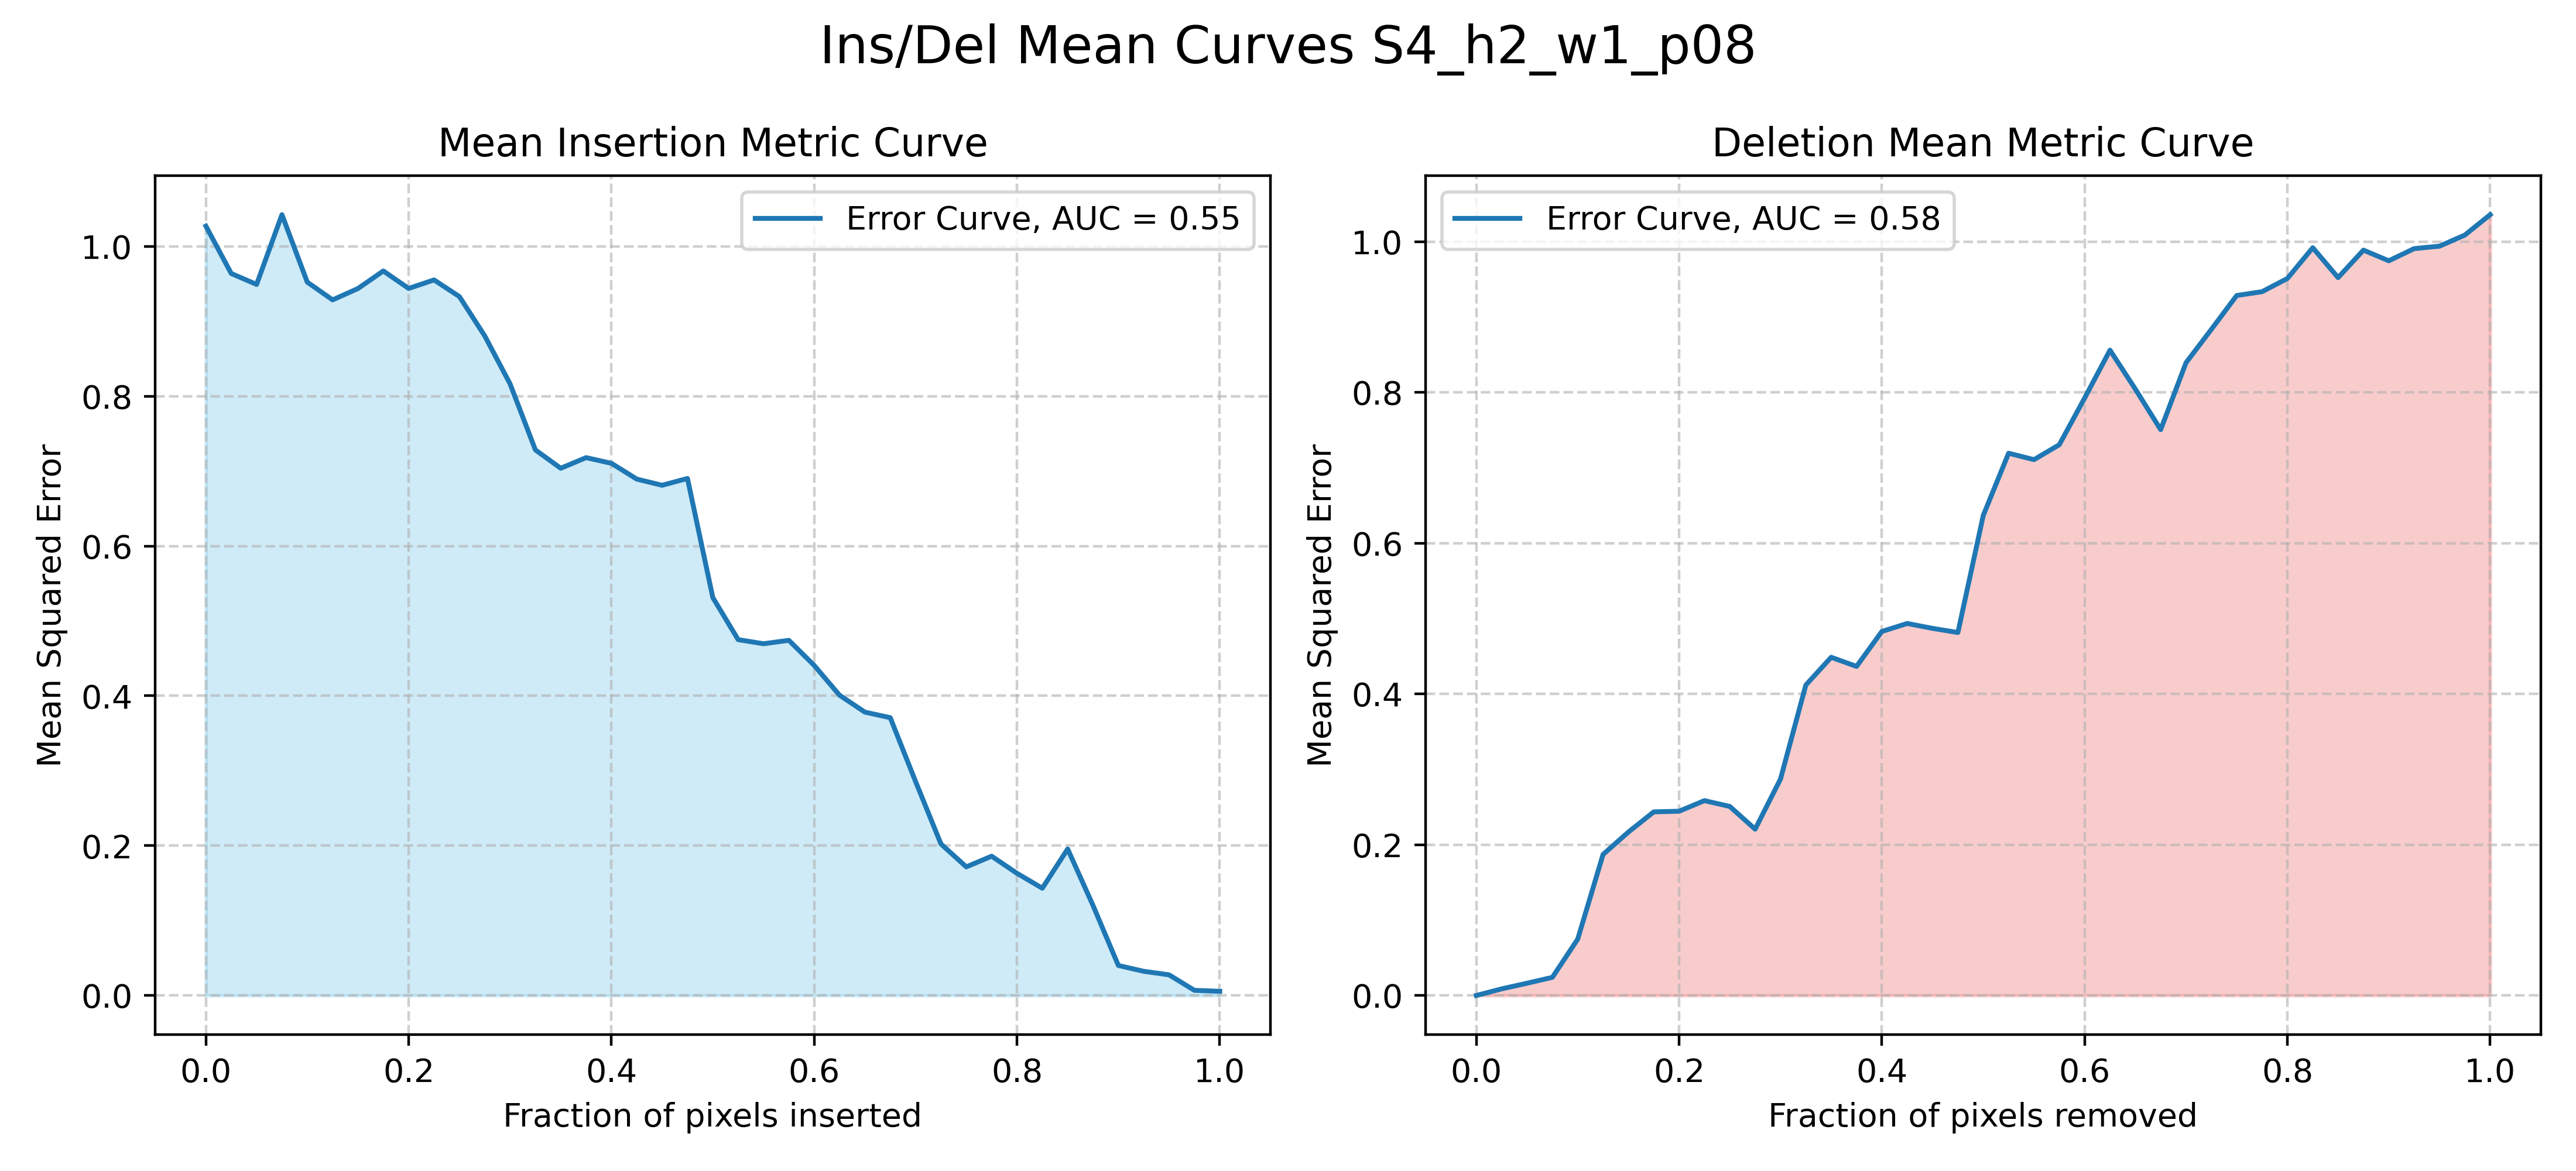 Ins/Del Mean Curves S4_h2_w1_p08
Mean Insertion Metric Curve
Error Curve, AUC = 0.55
Mean Squared Error
1.0
0.8
0.6
0.4
0.2
0.0
0.0 0.2 0.4 0.6 0.8 1.0
Fraction of pixels inserted
Deletion Mean Metric Curve
Error Curve, AUC = 0.58
Mean Squared Error
1.0
0.8
0.6
0.4
0.2
0.0
0.0 0.2 0.4 0.6 0.8 1.0
Fraction of pixels removed